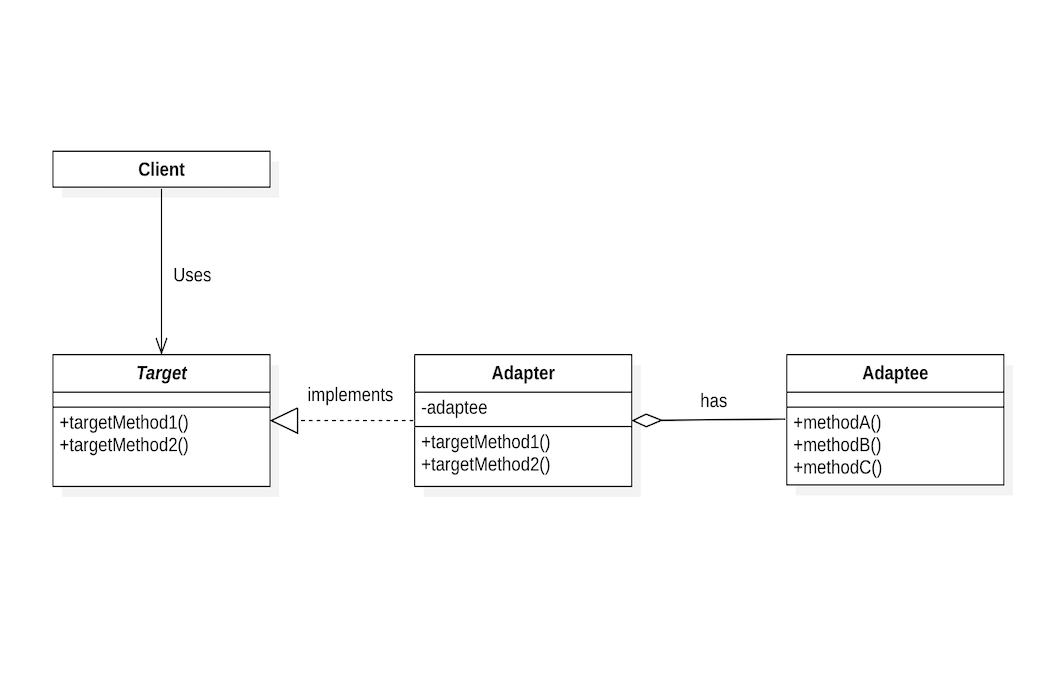 Client
Uses
Target
+targetMethod1()
+targetMethod2()
implements
Adapter
-adaptee
+targetMethod1()
+targetMethod2()
has
Adaptee
+methodA()
+methodB()
+methodC()